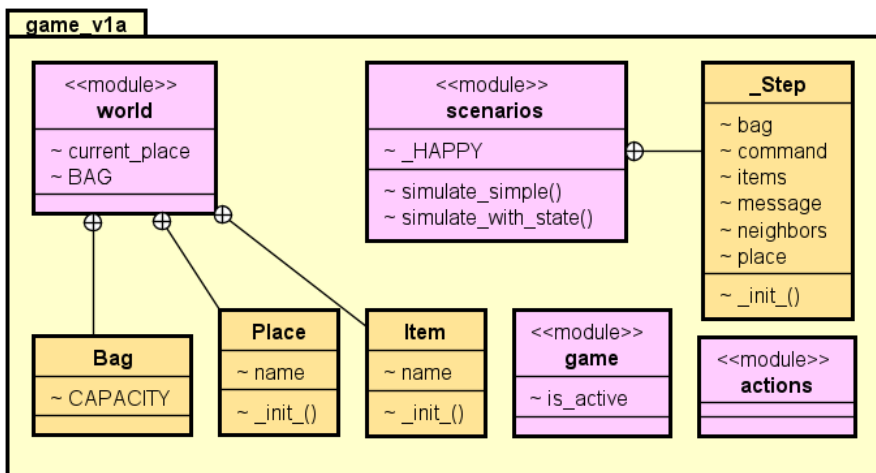 game_v1a
<<module>>
world
~ current_place
~ BAG
<<module>>
scenarios
~ _HAPPY
~ simulate_simple()
~ simulate_with_state()
_Step
~ bag
~ command
~ items
~ message
~ neighbors
~ place
~ _init_()
Bag
~ CAPACITY
Place
~ name
~ _init_()
Item
~ name
~ _init_()
<<module>>
game
~ is_active
<<module>>
actions